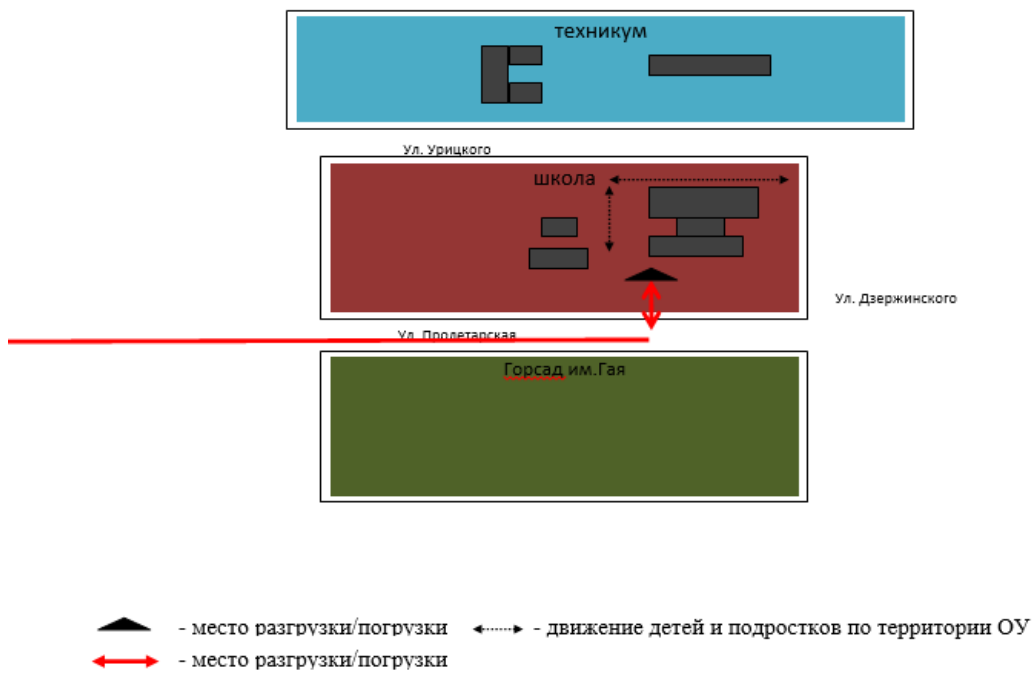 техникум
Ул. Урицкого
школа
Ул. Дзержинского
Ул. Пролетарская
Горсад им.Гая
- место разгрузки/погрузки - движение детей и подростков по территории ОУ
- место разгрузки/погрузки